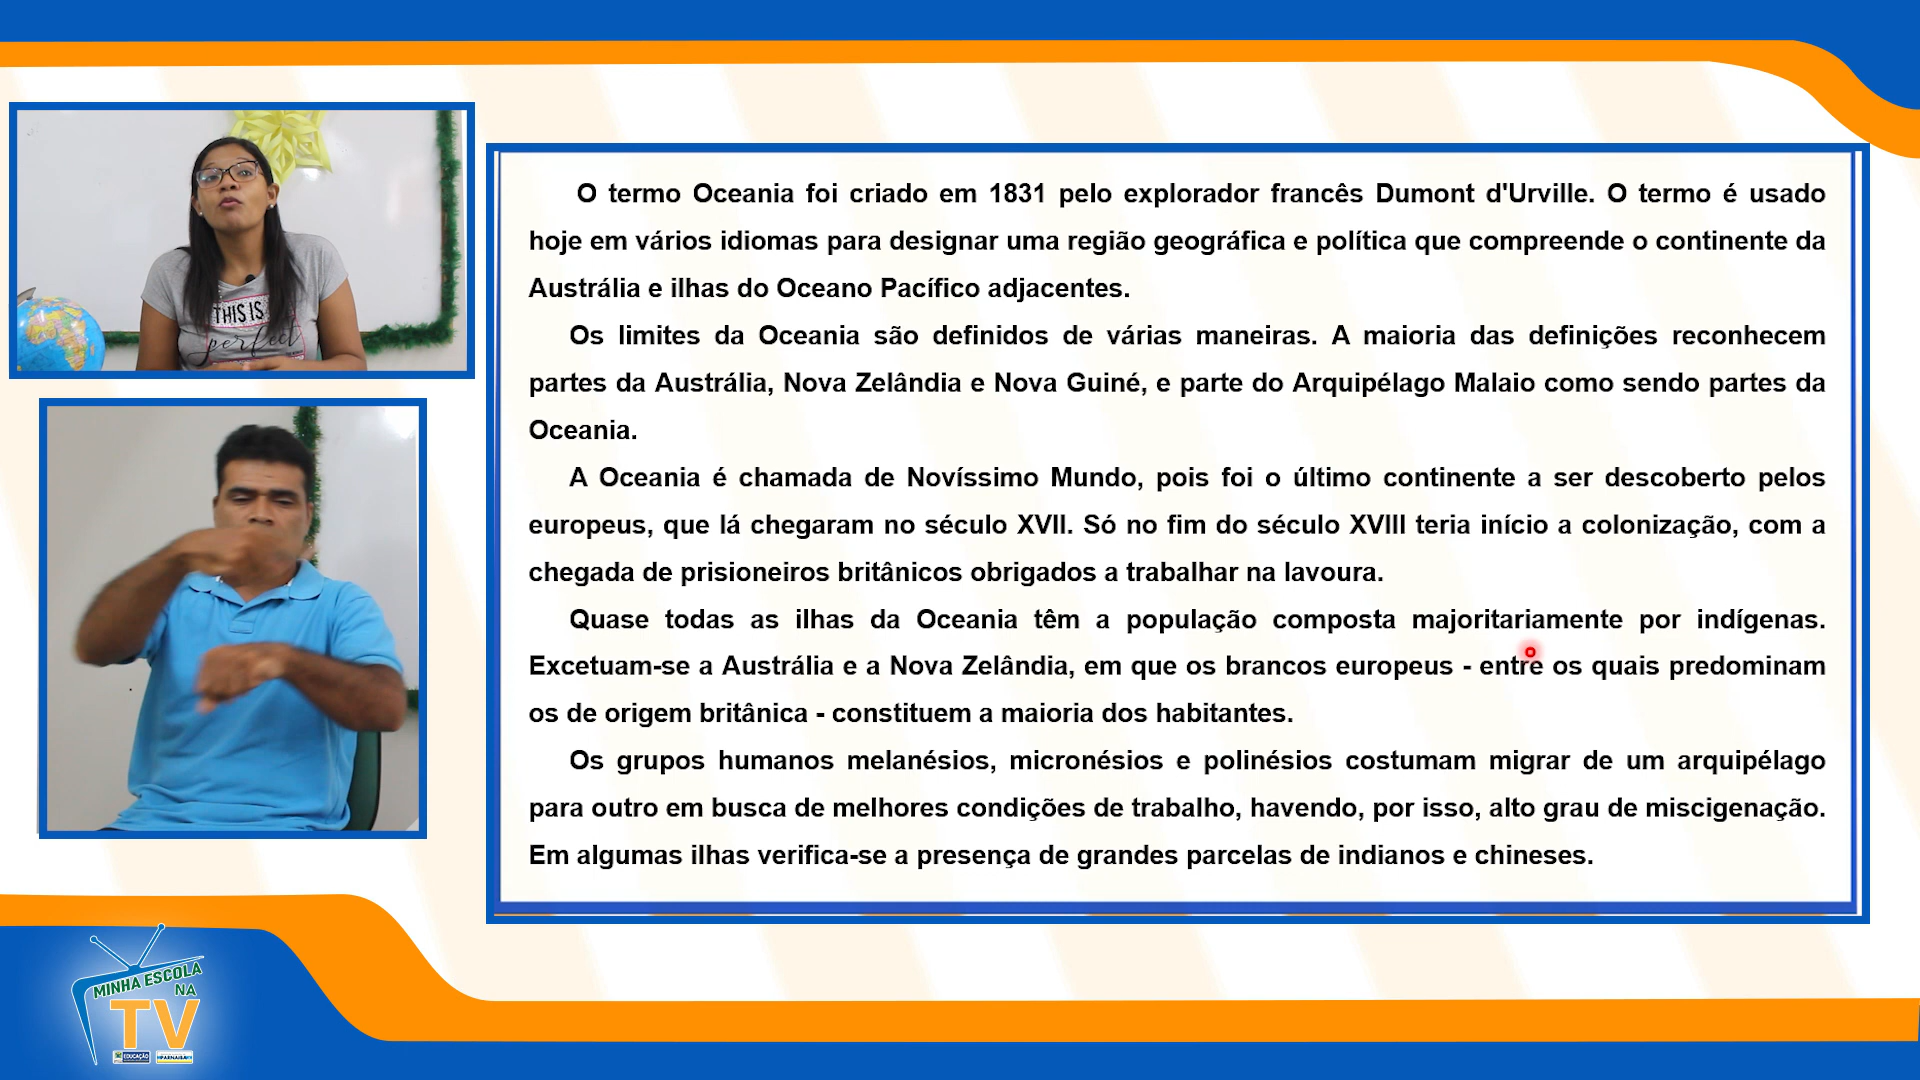 O termo Oceania foi criado em 1831 pelo explorador francês Dumont d'Urville. O termo é usado
hoje em vários idiomas para designar uma região geográfica e política que compreende o continente da
Austrália e ilhas do Oceano Pacífico adjacentes.
Os limites da Oceania são definidos de várias maneiras. A maioria das definições reconhecem
partes da Austrália, Nova Zelândia e Nova Guiné, e parte do Arquipélago Malaio como sendo partes da
Oceania.
A Oceania é chamada de Novíssimo Mundo, pois foi o último continente a ser descoberto pelos
europeus, que lá chegaram no século XVII. Só no fim do século XVIII teria início a colonização, com a
chegada de prisioneiros britânicos obrigados a trabalhar na lavoura.
Quase todas as ilhas da Oceania têm a população composta majoritariamente por indígenas.
Excetuam-se a Austrália e a Nova Zelândia, em que os brancos europeus - entre os quais predominam
os de origem britânica - constituem a maioria dos habitantes.
Os grupos humanos melanésios, micronésios e polinésios costumam migrar de um arquipélago
para outro em busca de melhores condições de trabalho, havendo, por isso, alto grau de miscigenação.
Em algumas ilhas verifica-se a presença de grandes parcelas de indianos e chineses.
THIS IS
perfect
MINHA ESCOLA
NA
TV
EDUCAÇÃO
PARNAÍBA